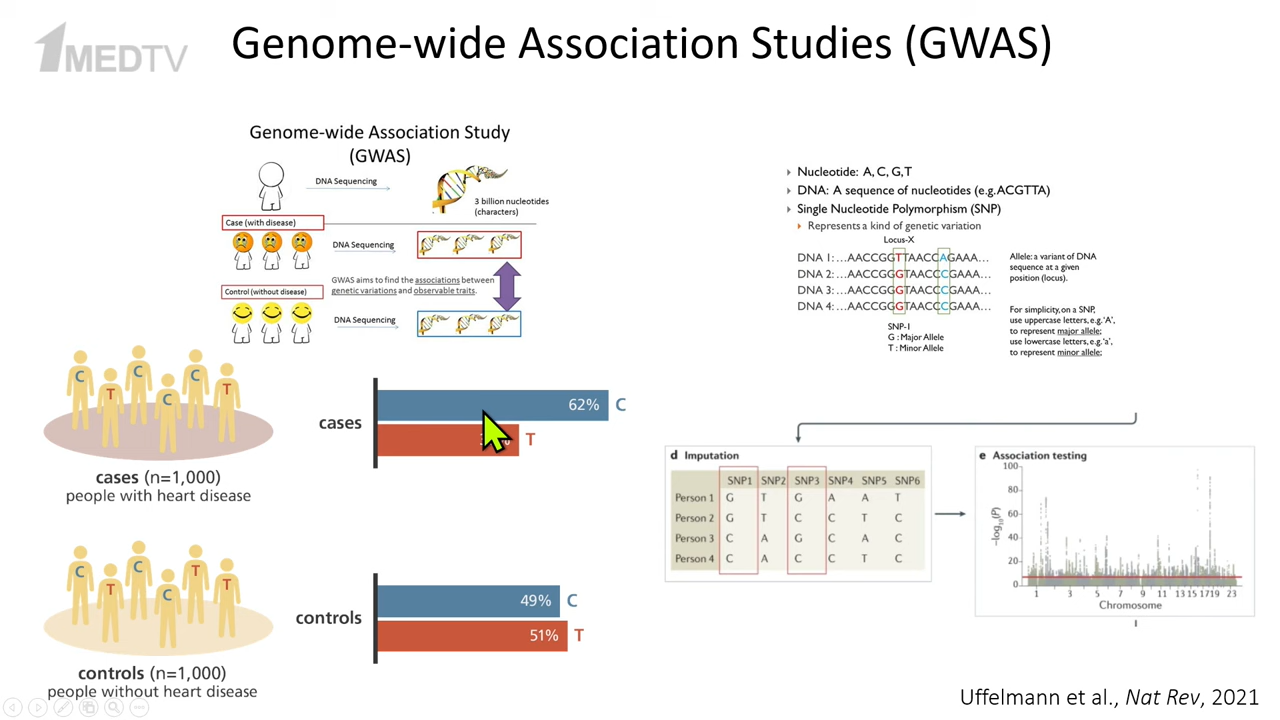 1MEDTV
Genome-wide Association Studies (GWAS)
Genome-wide Association Study
(GWAS)
DNA Sequencing
3 billion nucleotides
(characters)
Case (with disease)
DNA Sequencing
GWAS aims to find the associations between
genetic variations and observable traits.
Control (without disease)
DNA Sequencing
Nucleotide: A, C, G, T
DNA: A sequence of nucleotides (e.g. ACGTTA)
Single Nucleotide Polymorphism (SNP)
Represents a kind of genetic variation
Locus-X
DNA 1: …AACCGGTTAACCAGAAA…
DNA 2: …AACCGGGTAACCCGAAA…
DNA 3: …AACCGGGTAACCCGAAA…
DNA 4: …AACCGGGTAACCCGAAA…
SNP-1
G : Major Allele
T : Minor Allele
Allele: a variant of DNA
sequence at a given
position (locus).
For simplicity, on a SNP,
use uppercase letters, e.g. 'A',
to represent major allele;
use lowercase letters, e.g. 'a',
to represent minor allele;
C T C C C T
cases (n=1,000)
people with heart disease
cases
62% C
T
C T C C T T
controls (n=1,000)
people without heart disease
controls
49% C
51% T
d Imputation
SNP1 SNP2 SNP3 SNP4 SNP5 SNP6
Person 1 G T G A A T
Person 2 G T C C T C
Person 3 C A G C A C
Person 4 C A C C T C
e Association testing
–log10(P)
100
80
60
40
20
0
1 3 5 7 9 11 13 15 17 19 23
Chromosome
Uffelmann et al., Nat Rev, 2021